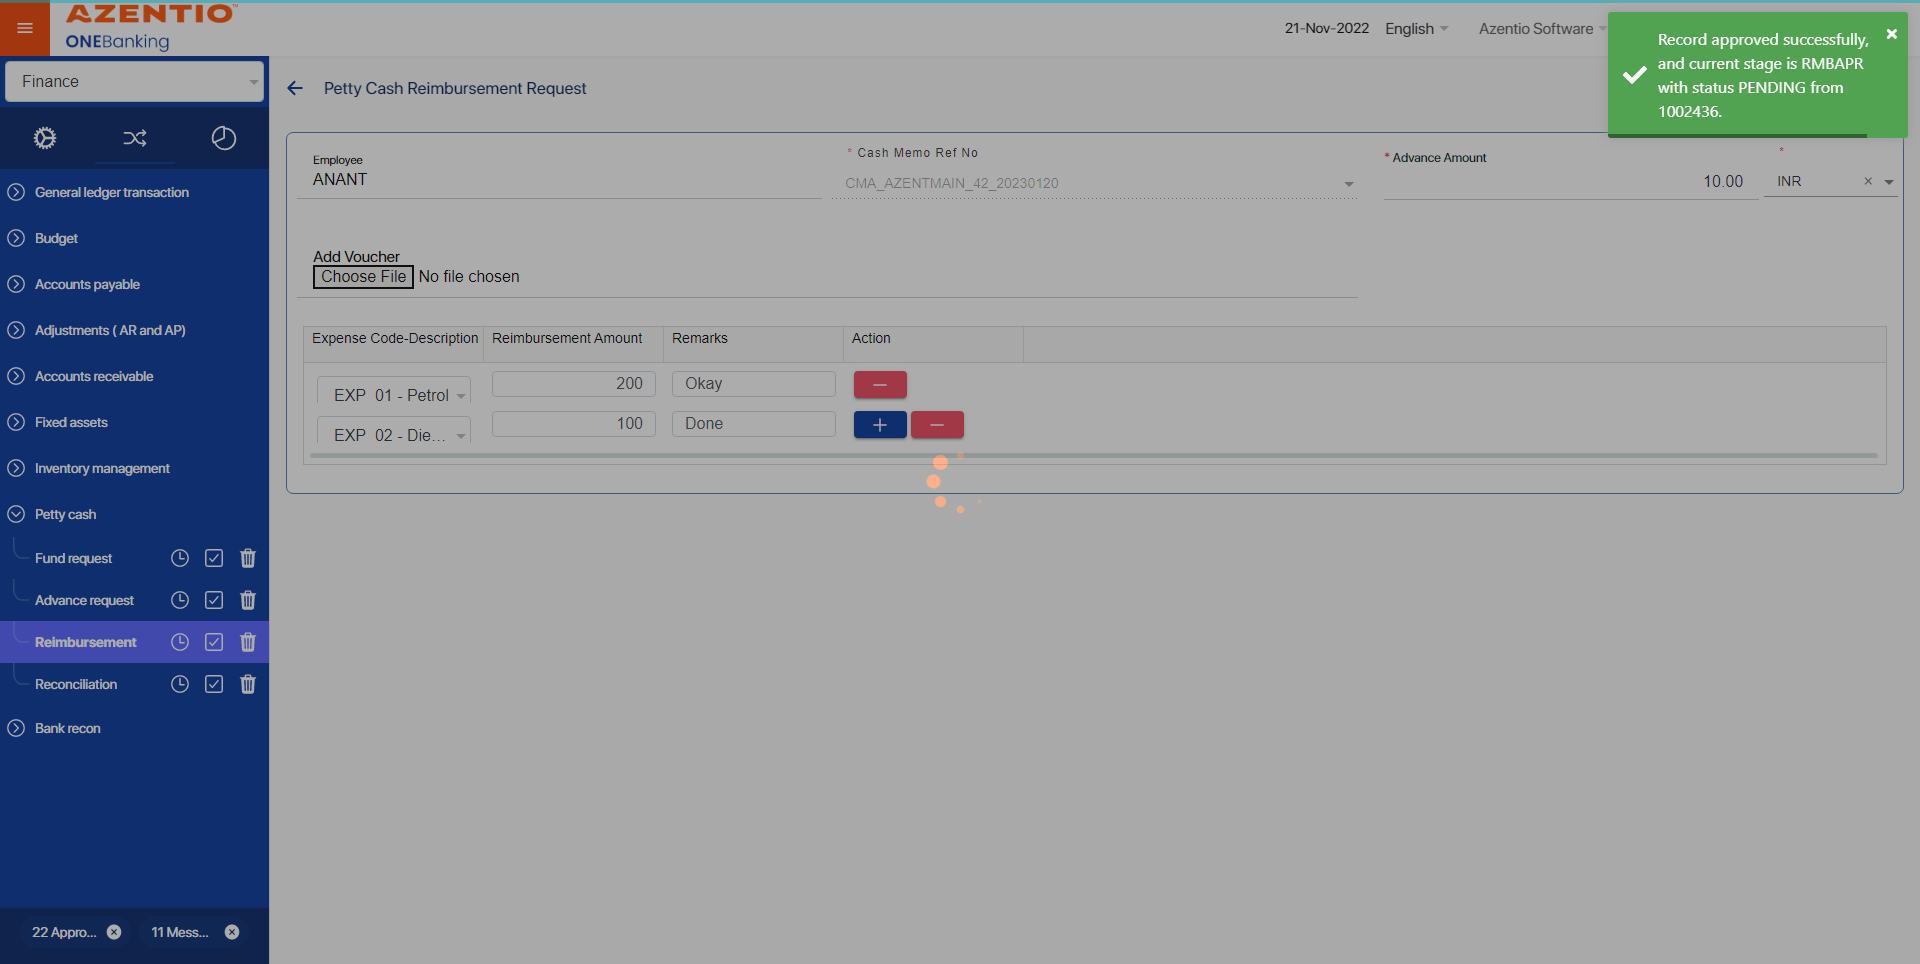 AZENTIO™
ONEBanking
21-Nov-2022
English
Azentio Software
Record approved successfully,
and current stage is RMBAPR
with status PENDING from
1002436.
Finance
Petty Cash Reimbursement Request
Employee
ANANT
* Cash Memo Ref No
CMA_AZENTMAIN_42_20230120
* Advance Amount
10.00
*
INR
Add Voucher
Choose File No file chosen
Expense Code-Description Reimbursement Amount Remarks Action
EXP 01 - Petrol 200 Okay
EXP 02 - Die... 100 Done
General ledger transaction
Budget
Accounts payable
Adjustments ( AR and AP)
Accounts receivable
Fixed assets
Inventory management
Petty cash
Fund request
Advance request
Reimbursement
Reconciliation
Bank recon
22 Appro...
11 Mess...